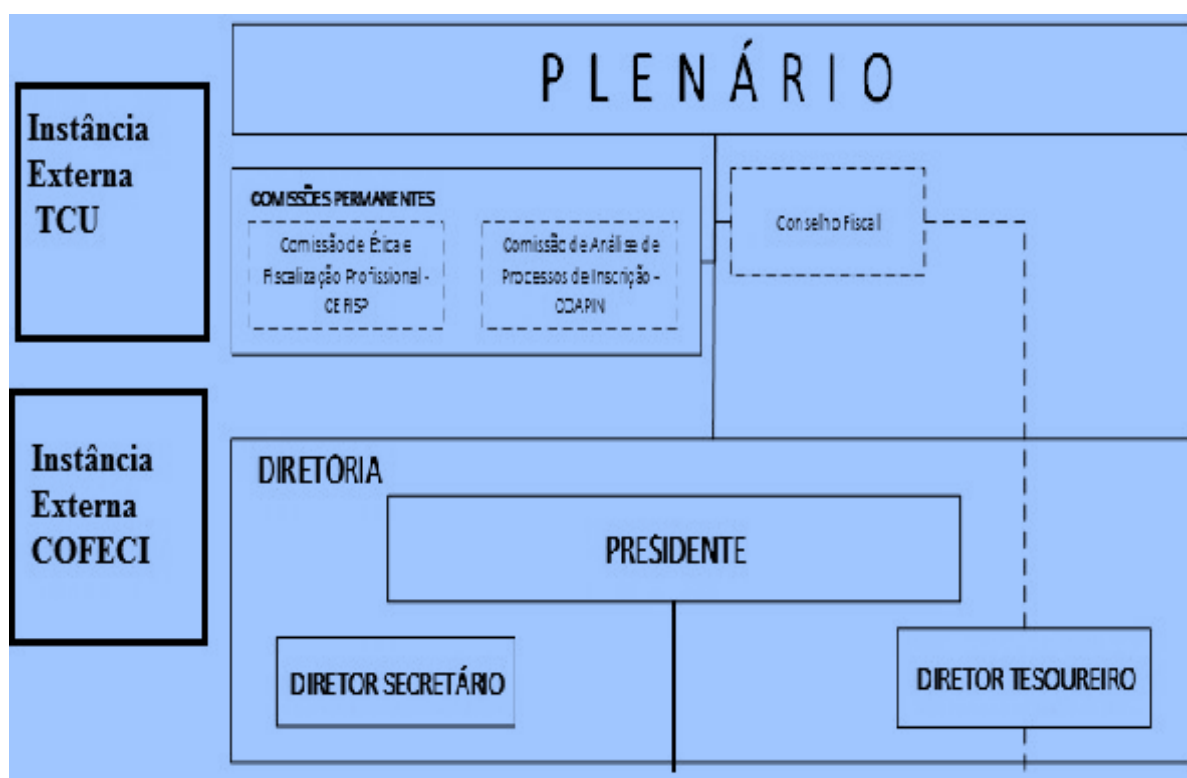 PLENÁRIO
Instância
Externa
TCU
COMISSÕES PERMANENTES
Comissão de Ética e
Fiscalização Profissional -
CEFISP
Comissão de Análise de
Processos de Inscrição -
COAPIN
Conselho Fiscal
Instância
Externa
COFECI
DIRETORIA
PRESIDENTE
DIRETOR SECRETÁRIO
DIRETOR TESOUREIRO